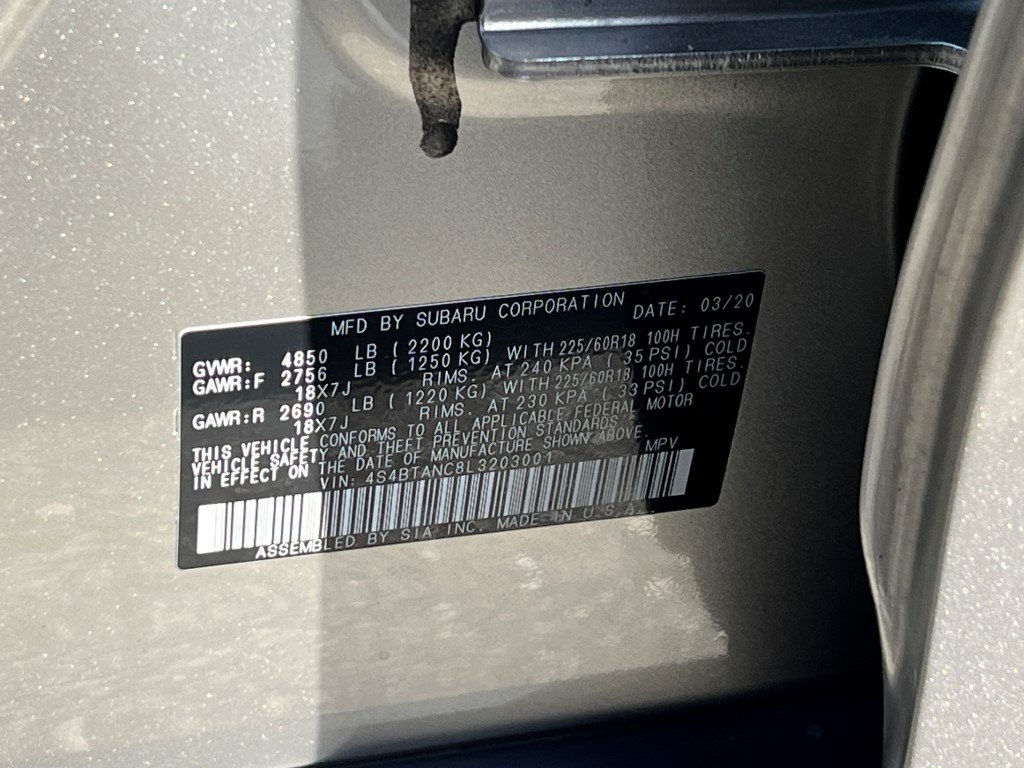 MFD BY SUBARU CORPORATION DATE: 03/20
GVWR: 4850 LB ( 2200 KG)
GAWR:F 2756 LB ( 1250 KG) WITH 225/60R18 100H TIRES.
18X7J RIMS. AT 240 KPA ( 35 PSI) COLD
GAWR:R 2690 LB ( 1220 KG) WITH 225/60R18 100H TIRES.
18X7J RIMS. AT 230 KPA ( 33 PSI) COLD
THIS VEHICLE CONFORMS TO ALL APPLICABLE FEDERAL MOTOR
VEHICLE SAFETY AND THEFT PREVENTION STANDARDS
IN EFFECT ON THE DATE OF MANUFACTURE SHOWN ABOVE.
VIN: 4S4BTANC8L3203001 MPV
ASSEMBLED BY SIA INC. MADE IN U.S.A.